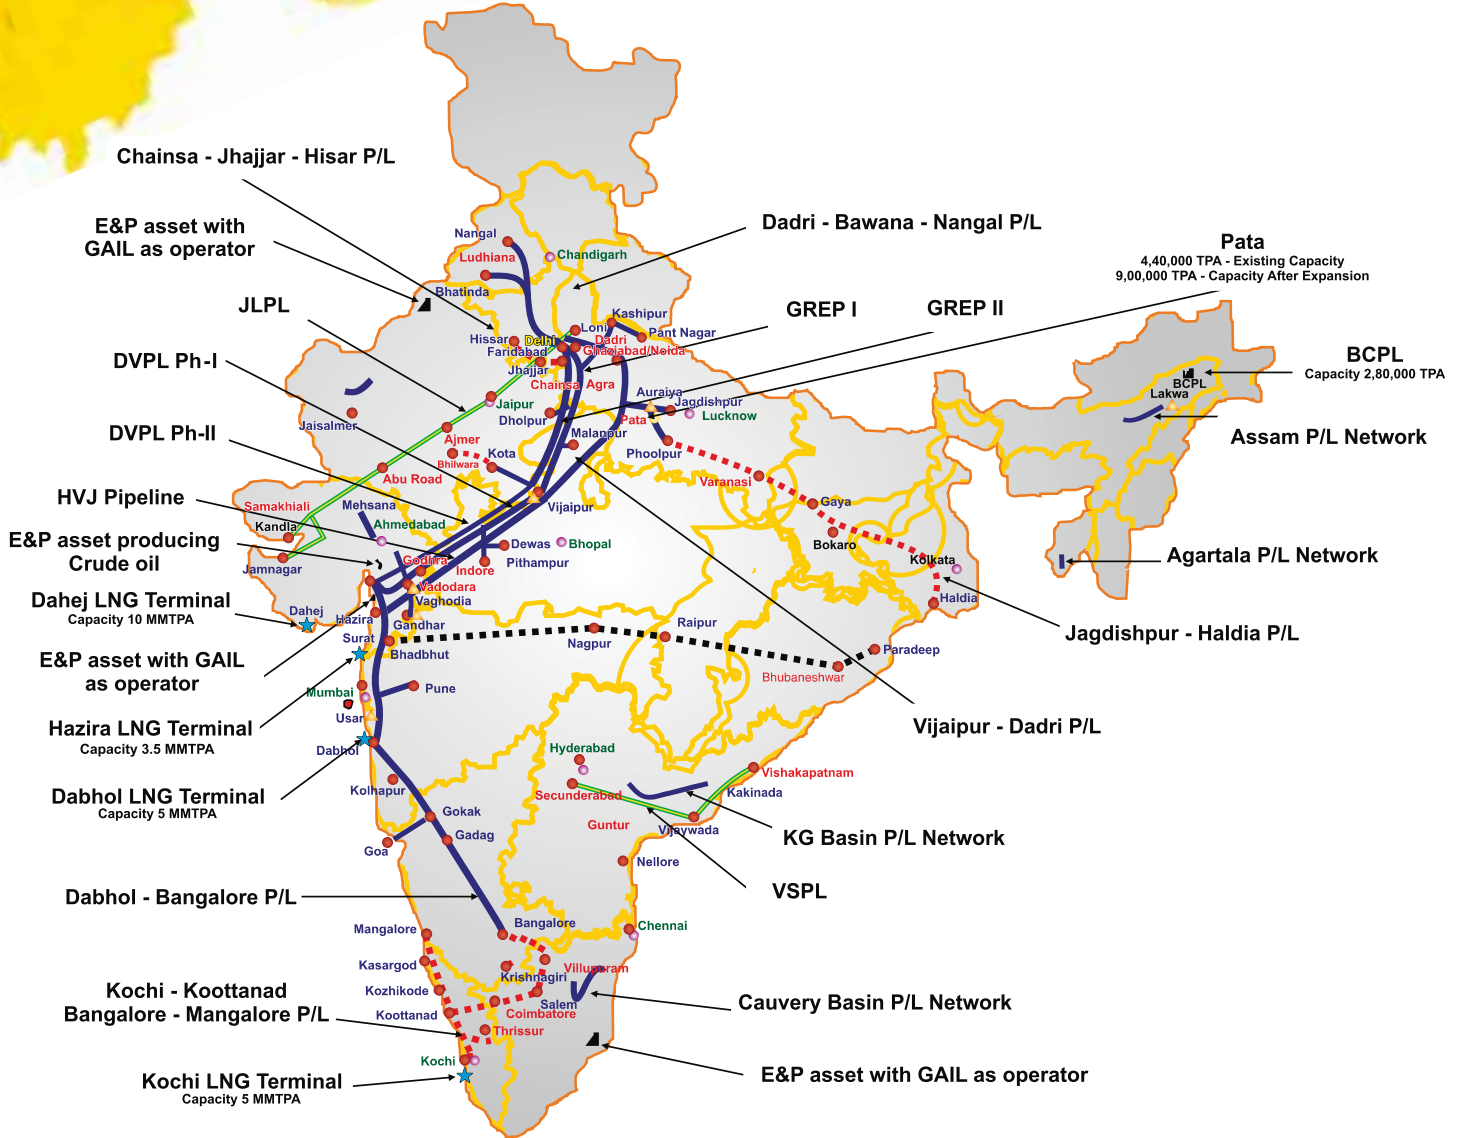 Chainsa - Jhajjar - Hisar P/L
E&P asset with
GAIL as operator
JLPL
DVPL Ph-I
DVPL Ph-II
HVJ Pipeline
E&P asset producing
Crude oil
Dahej LNG Terminal
Capacity 10 MMTPA
E&P asset with GAIL
as operator
Hazira LNG Terminal
Capacity 3.5 MMTPA
Dabhol LNG Terminal
Capacity 5 MMTPA
Dabhol - Bangalore P/L
Kochi - Koottanad
Bangalore - Mangalore P/L
Kochi LNG Terminal
Capacity 5 MMTPA
Dadri - Bawana - Nangal P/L
GREP I
GREP II
Pata
4,40,000 TPA - Existing Capacity
9,00,000 TPA - Capacity After Expansion
BCPL
Capacity 2,80,000 TPA
Assam P/L Network
Agartala P/L Network
Jagdishpur - Haldia P/L
Vijaipur - Dadri P/L
KG Basin P/L Network
VSPL
Cauvery Basin P/L Network
E&P asset with GAIL as operator
Nangal
Ludhiana
Chandigarh
Bhatinda
Kashipur
Loni
Pant Nagar
Hissar
Delhi
Dadri
Faridabad
Ghaziabad/Noida
Jhajjar
Chainsa
Agra
Auraiya
Jagdishpur
Jaipur
Dholpur
Pata
Lucknow
Jaisalmer
Malanpur
Ajmer
Kota
Phoolpur
Bhilwara
Abu Road
Varanasi
Samakhiali
Mehsana
Vijaipur
Gaya
Kandla
Ahmedabad
Dewas
Bhopal
Bokaro
Jamnagar
Godhra
Indore
Pithampur
Kolkata
Vadodara
Vaghodia
Haldia
Dahej
Hazira
Gandhar
Surat
Bhadbhut
Nagpur
Raipur
Paradeep
Bhubaneshwar
Mumbai
Pune
Usar
Dabhol
Hyderabad
Vishakapatnam
Kolhapur
Secunderabad
Kakinada
Gokak
Gadag
Guntur
Vijaywada
Goa
Nellore
Mangalore
Bangalore
Chennai
Kasargod
Krishnagiri
Villupuram
Kozhikode
Salem
Koottanad
Coimbatore
Thrissur
Kochi
BCPL
Lakwa